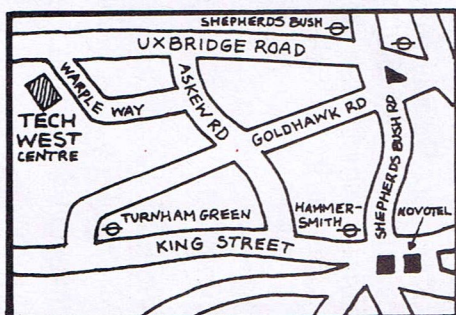 SHEPHERDS BUSH
UXBRIDGE ROAD
WARPLE WAY
ASKEW RD
TECH
WEST
CENTRE
GOLDHAWK RD
SHEPHERDS BUSH RD
TURNHAM GREEN
HAMMER-
SMITH
NOVOTEL
KING STREET